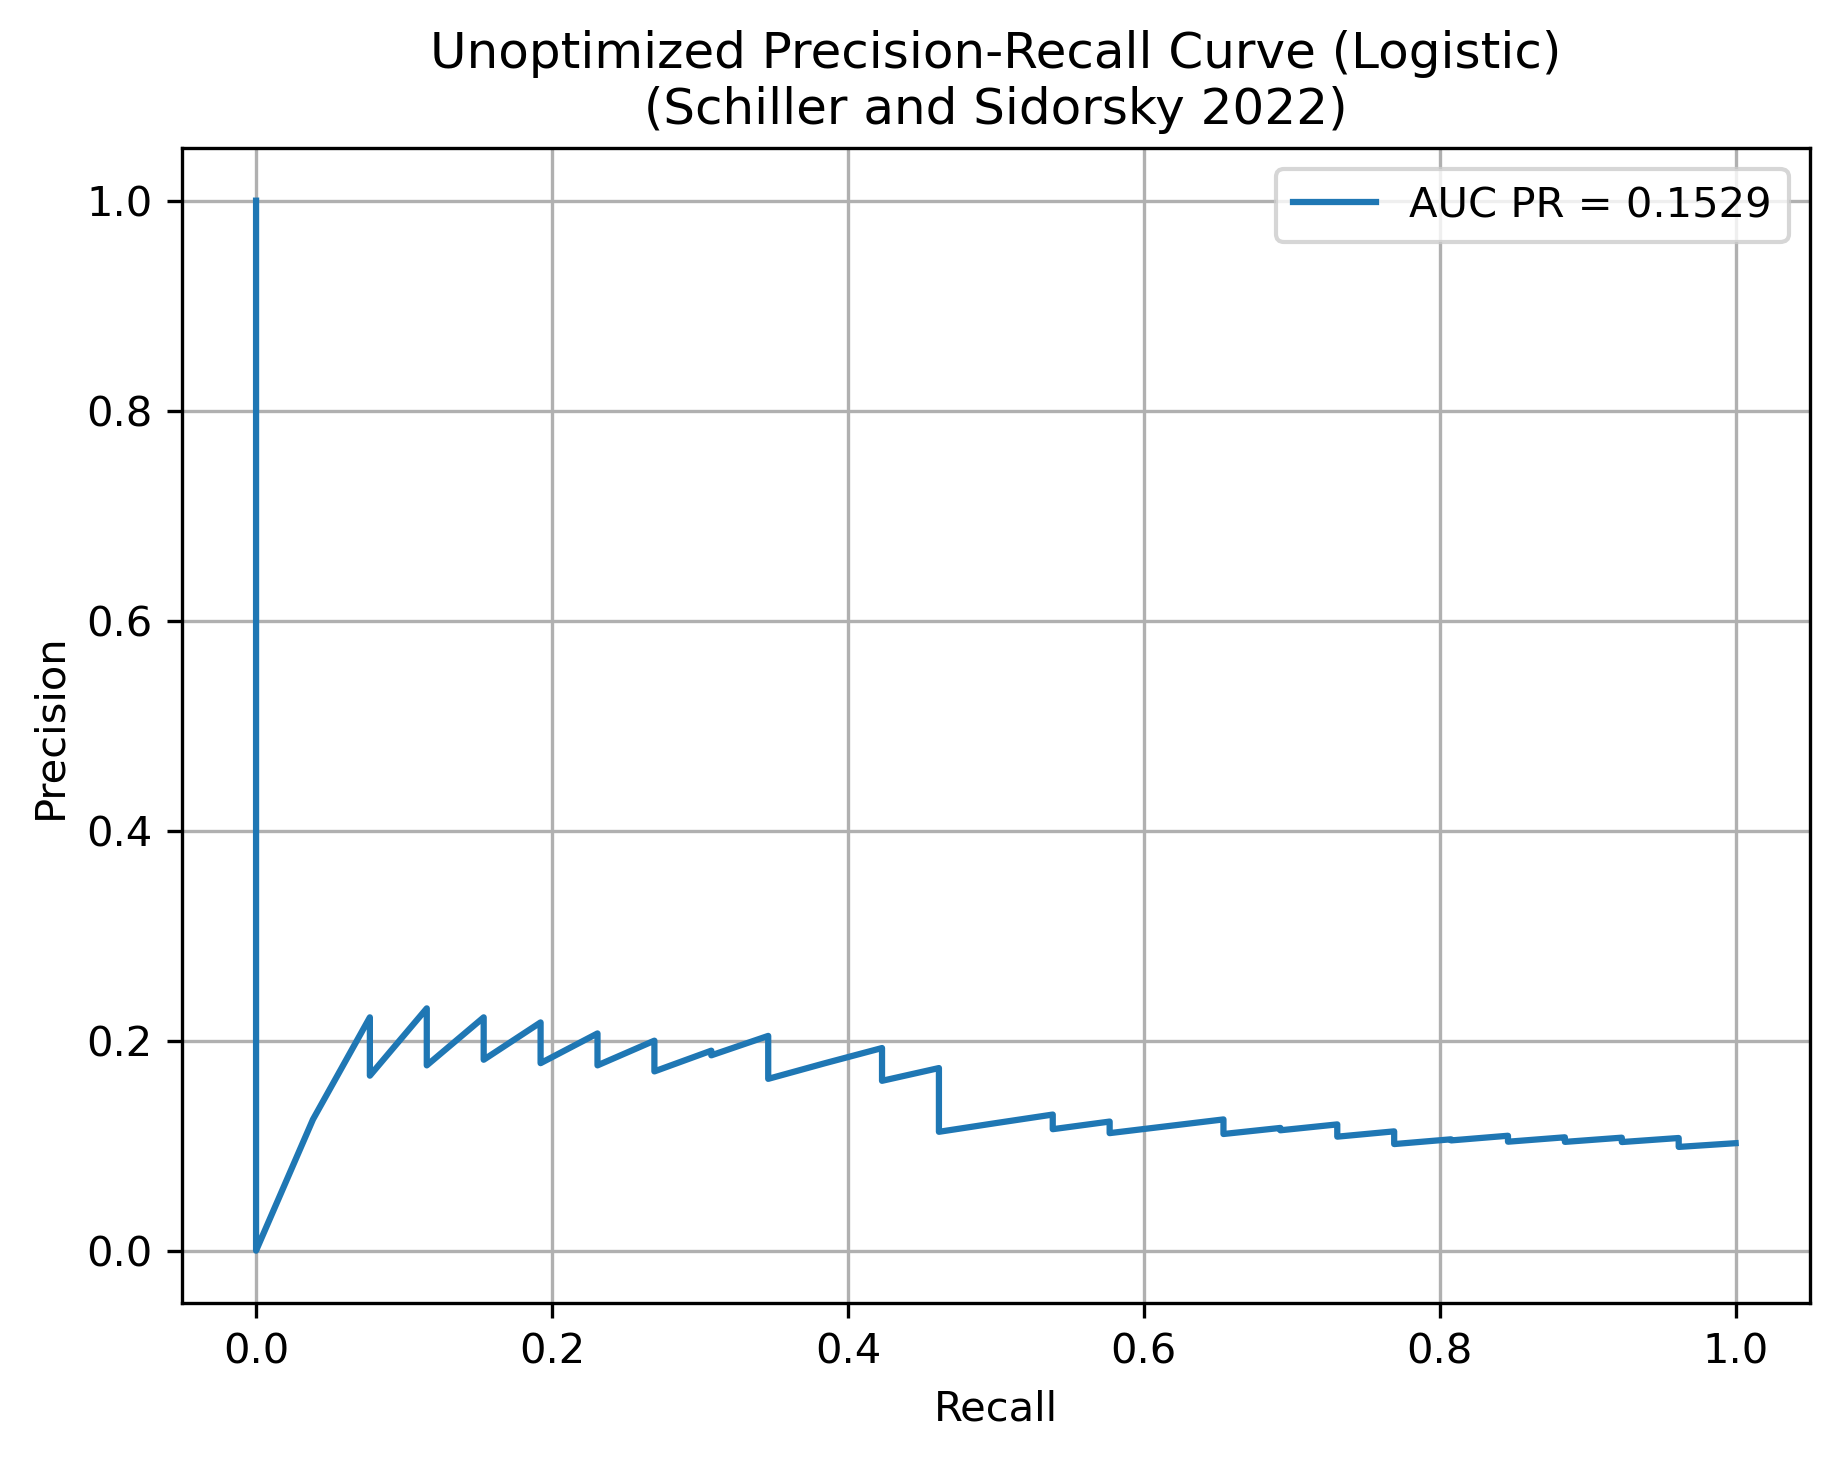 Unoptimized Precision-Recall Curve (Logistic)
(Schiller and Sidorsky 2022)
AUC PR = 0.1529
1.0
0.8
0.6
0.4
0.2
0.0
Precision
0.0 0.2 0.4 0.6 0.8 1.0
Recall